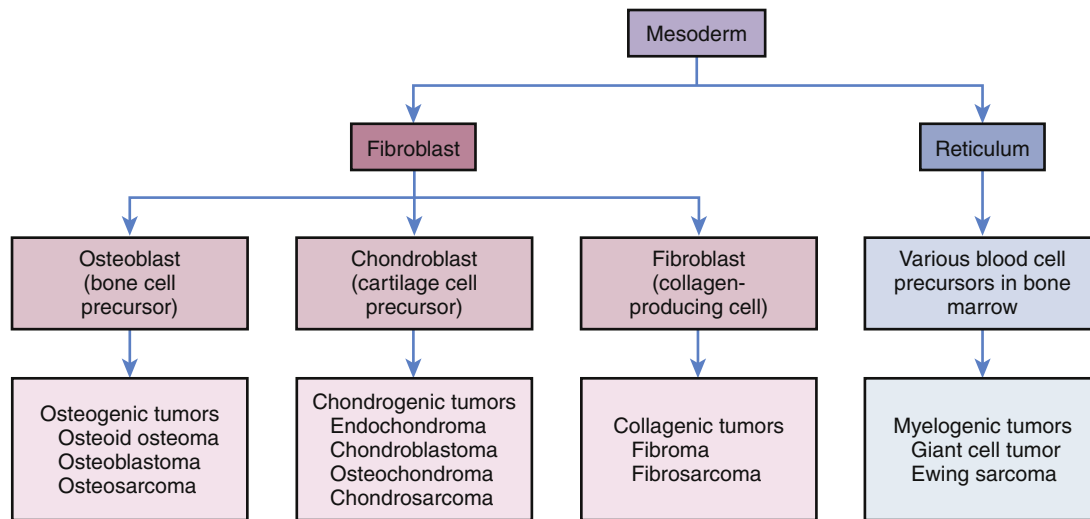 Mesoderm
Fibroblast
Reticulum
Osteoblast
(bone cell
precursor)
Chondroblast
(cartilage cell
precursor)
Fibroblast
(collagen-
producing cell)
Various blood cell
precursors in bone
marrow
Osteogenic tumors
Osteoid osteoma
Osteoblastoma
Osteosarcoma
Chondrogenic tumors
Endochondroma
Chondroblastoma
Osteochondroma
Chondrosarcoma
Collagenic tumors
Fibroma
Fibrosarcoma
Myelogenic tumors
Giant cell tumor
Ewing sarcoma